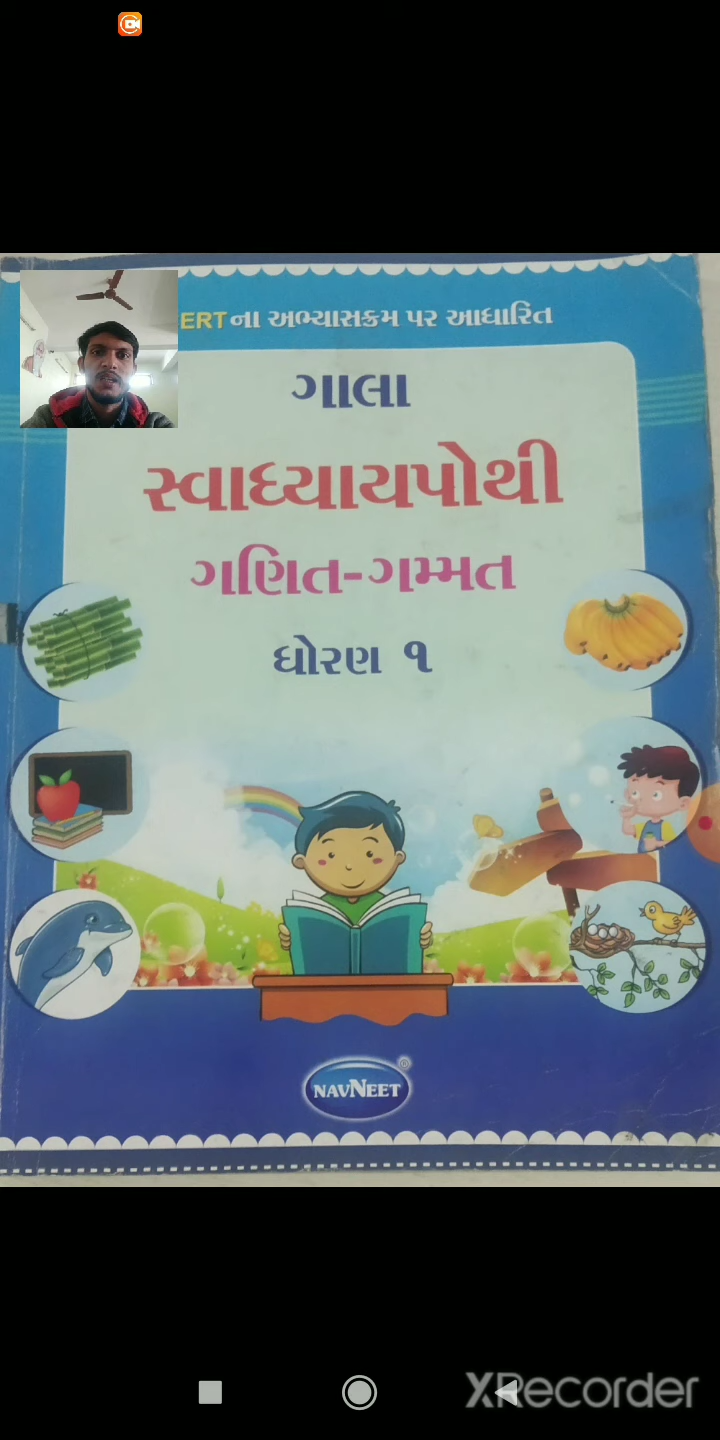 ERTના અભ્યાસક્રમ પર આધારિત
ગાલા
સ્વાધ્યાયપોથી
ગણિત-ગમ્મત
ધોરણ ૧
NAVNEET
XRecorder